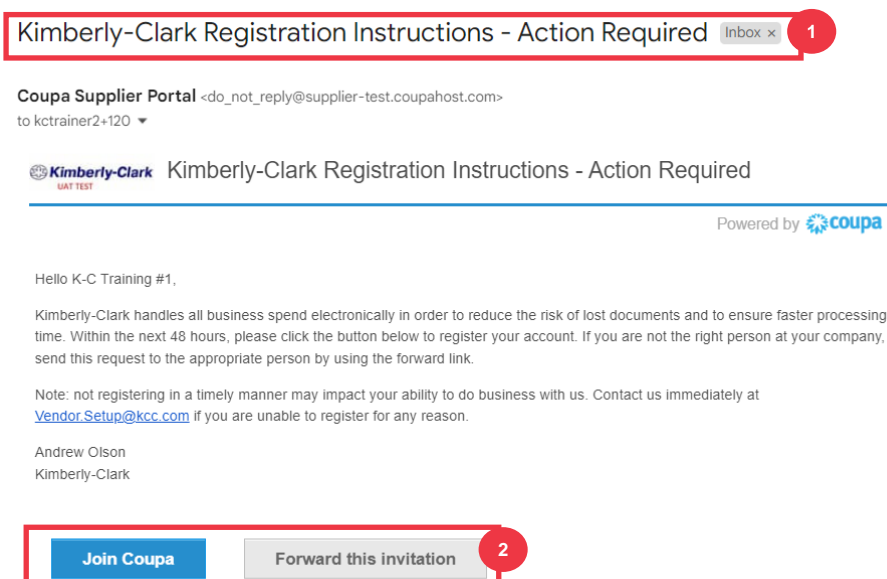 Kimberly-Clark Registration Instructions - Action Required Inbox × 1
Coupa Supplier Portal <do_not_reply@supplier-test.coupahost.com>
to kctrainer2+120
Kimberly-Clark Kimberly-Clark Registration Instructions - Action Required
UAT TEST
Powered by coupa
Hello K-C Training #1,
Kimberly-Clark handles all business spend electronically in order to reduce the risk of lost documents and to ensure faster processing
time. Within the next 48 hours, please click the button below to register your account. If you are not the right person at your company,
send this request to the appropriate person by using the forward link.
Note: not registering in a timely manner may impact your ability to do business with us. Contact us immediately at
Vendor.Setup@kcc.com if you are unable to register for any reason.
Andrew Olson
Kimberly-Clark
Join Coupa Forward this invitation 2